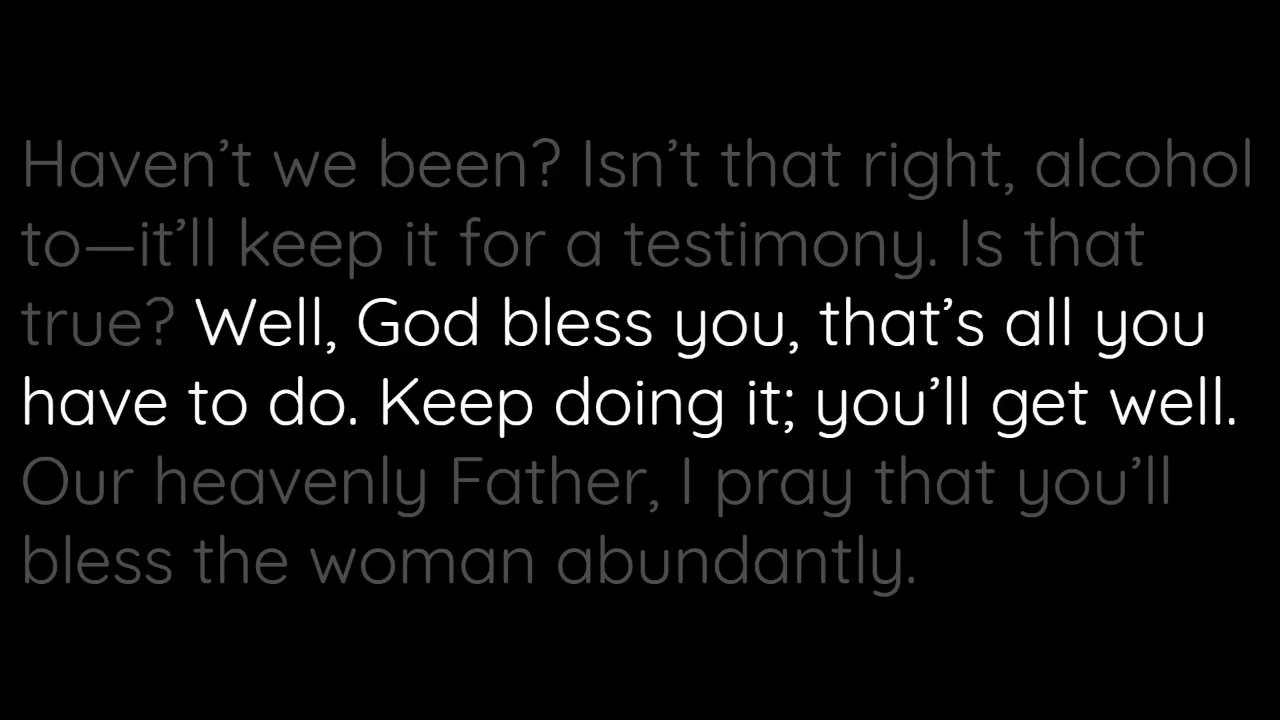 Haven’t we been? Isn’t that right, alcohol
to—it’ll keep it for a testimony. Is that
true? Well, God bless you, that’s all you
have to do. Keep doing it; you’ll get well.
Our heavenly Father, I pray that you’ll
bless the woman abundantly.